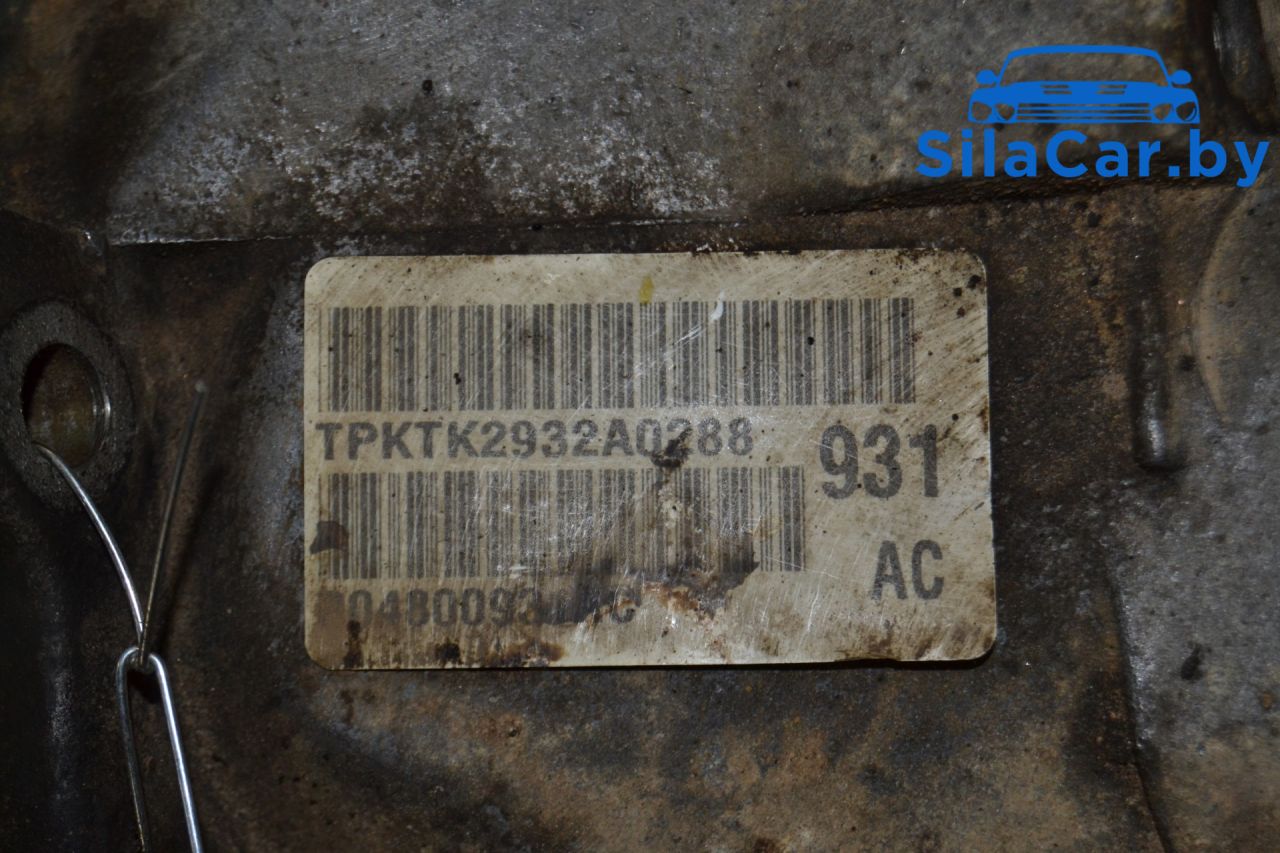 SilaCar.by
TPKTK2932A0288
931
AC